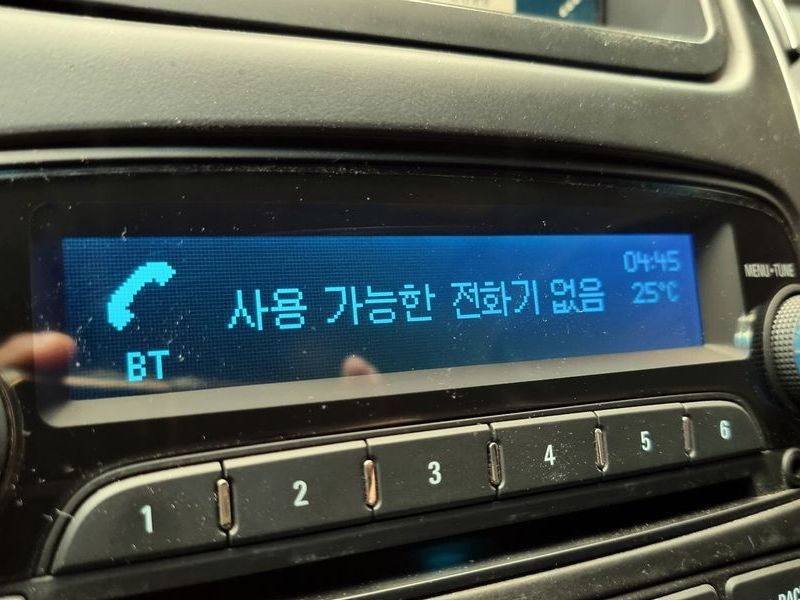 04:45
사용 가능한 전화기 없음
25°C
BT
MENU-TUNE
1 2 3 4 5 6